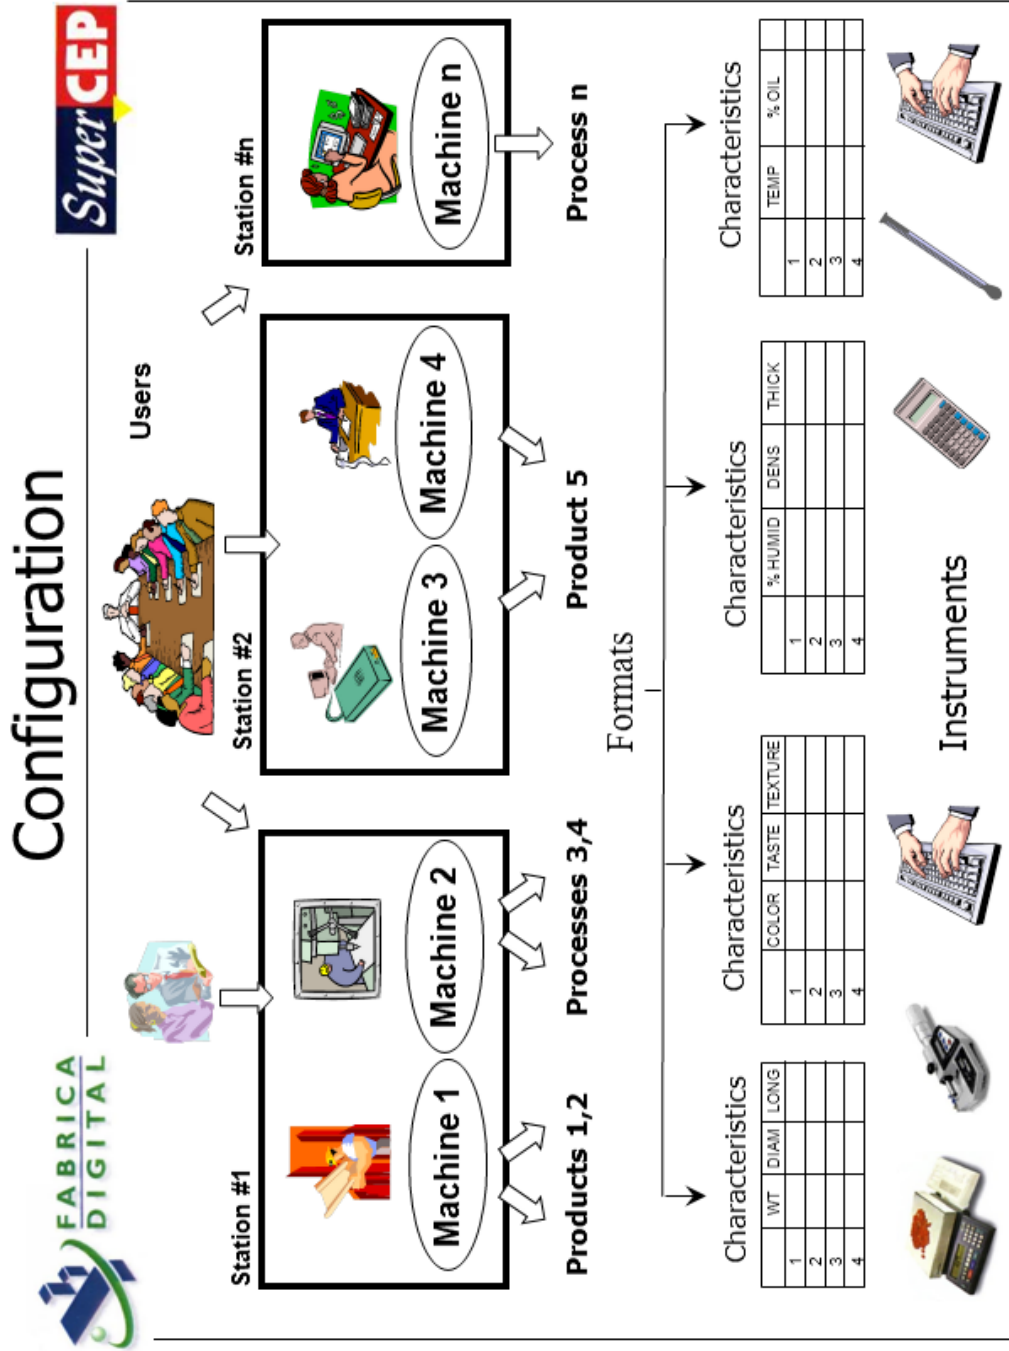 FABRICA
DIGITAL
Configuration
Super CEP
Users
Station #1
Station #2
Station #n
Machine 1
Machine 2
Machine 3
Machine 4
Machine n
Products 1,2
Processes 3,4
Product 5
Process n
Formats
Characteristics
WT DIAM LONG
1
2
3
4
Characteristics
COLOR TASTE TEXTURE
1
2
3
4
Characteristics
% HUMID DENS THICK
1
2
3
4
Characteristics
TEMP % OIL
1
2
3
4
Instruments